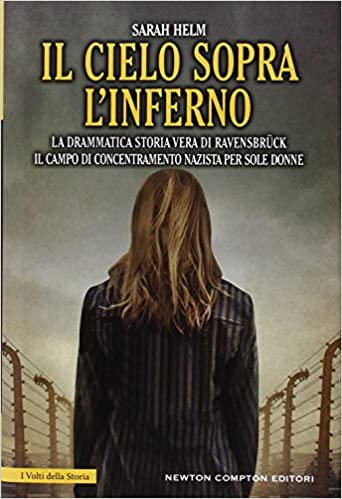 SARAH HELM
IL CIELO SOPRA
L'INFERNO
LA DRAMMATICA STORIA VERA DI RAVENSBRÜCK
IL CAMPO DI CONCENTRAMENTO NAZISTA PER SOLE DONNE
I Volti della Storia
NEWTON COMPTON EDITORI